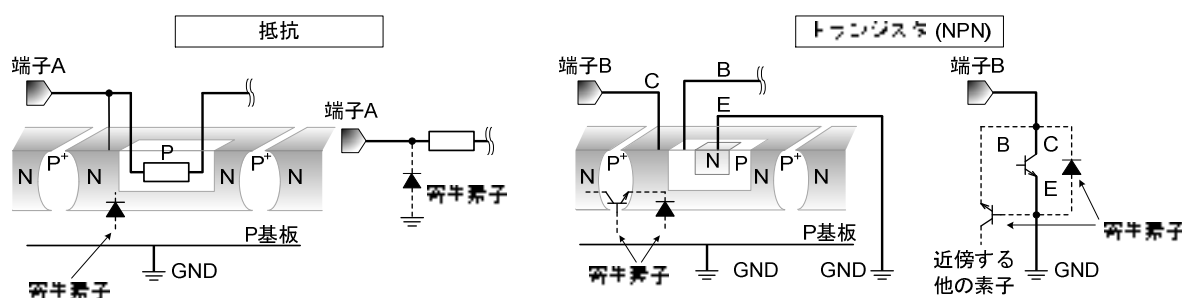 抵抗
トランジスタ (NPN)
端子A
端子A
N
P+
N
P
N
P+
N
寄生素子
P基板
GND
寄生素子
端子B
C
B
E
N
P+
N
N
P
N
P+
N
P基板
GND
GND
寄生素子
端子B
B
C
E
寄生素子
近傍する
他の素子
GND